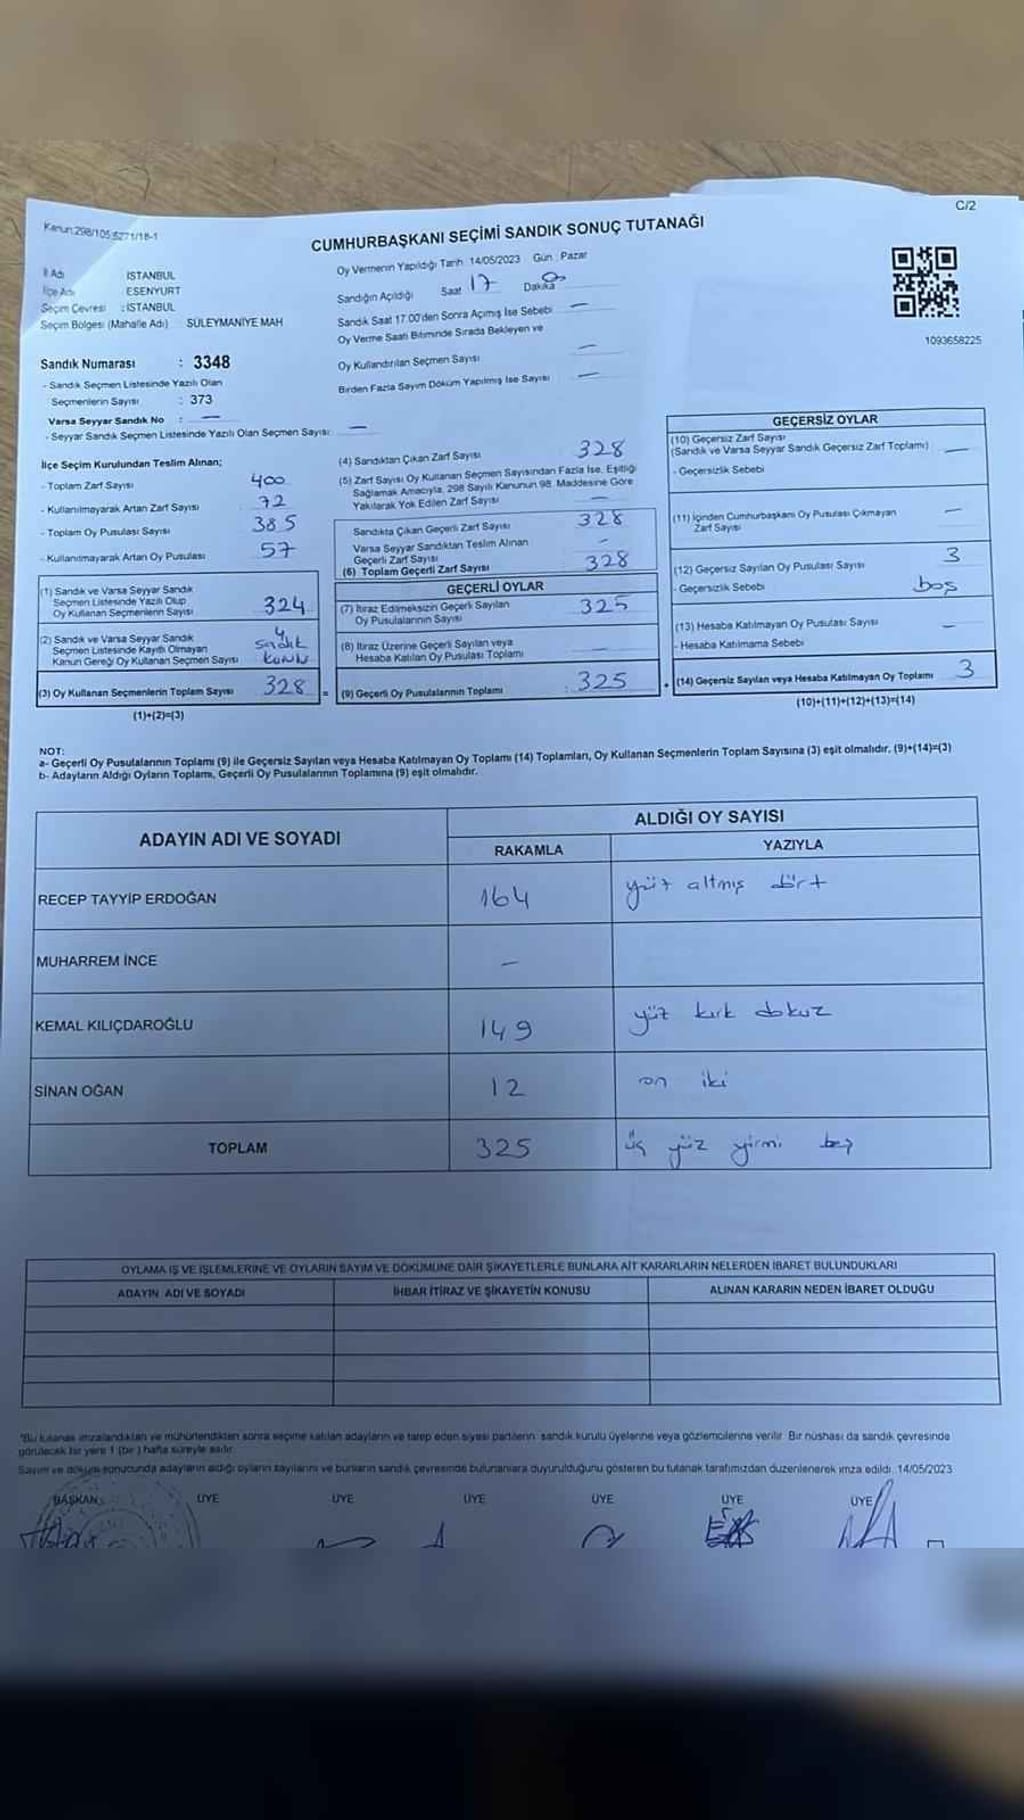 C/2
Kanun:298/105;5271/18-1
CUMHURBAŞKANI SEÇİMİ SANDIK SONUÇ TUTANAĞI
İl Adı İSTANBUL
İlçe Adı ESENYURT
Seçim Çevresi : İSTANBUL
Seçim Bölgesi (Mahalle Adı) SÜLEYMANİYE MAH
Sandık Numarası : 3348
- Sandık Seçmen Listesinde Yazılı Olan
Seçmenlerin Sayısı : 373
Varsa Seyyar Sandık No : —
- Seyyar Sandık Seçmen Listesinde Yazılı Olan Seçmen Sayısı: —
Oy Vermenin Yapıldığı Tarih 14/05/2023 Gün : Pazar
Sandığın Açıldığı Saat 17 Dakika 0
Sandık Saat 17:00'den Sonra Açımış İse Sebebi —
Oy Verme Saati Bitiminde Sırada Bekleyen ve
Oy Kullandırılan Seçmen Sayısı —
Birden Fazla Sayım Döküm Yapılmış İse Sayısı —
1093658225
İlçe Seçim Kurulundan Teslim Alınan;
- Toplam Zarf Sayısı 400
- Kullanılmayarak Artan Zarf Sayısı 72
- Toplam Oy Pusulası Sayısı 385
- Kullanılmayarak Artan Oy Pusulası 57
(1) Sandık ve Varsa Seyyar Sandık
Seçmen Listesinde Yazılı Olup
Oy Kullanan Seçmenlerin Sayısı 324
(2) Sandık ve Varsa Seyyar Sandık
Seçmen Listesinde Kayıtlı Olmayan
Kanun Gereği Oy Kullanan Seçmen Sayısı 4 sandık
(3) Oy Kullanan Seçmenlerin Toplam Sayısı 328 =
(1)+(2)=(3)
(4) Sandıktan Çıkan Zarf Sayısı 328
(5) Zarf Sayısı Oy Kullanan Seçmen Sayısından Fazla İse, Eşitliği
Sağlamak Amacıyla, 298 Sayılı Kanunun 98. Maddesine Göre
Yakılarak Yok Edilen Zarf Sayısı —
Sandıkta Çıkan Geçerli Zarf Sayısı 328
Varsa Seyyar Sandıktan Teslim Alınan
Geçerli Zarf Sayısı -
(6) Toplam Geçerli Zarf Sayısı 328
GEÇERLİ OYLAR
(7) İtiraz Edilmeksizin Geçerli Sayılan
Oy Pusulalarının Sayısı 325
(8) İtiraz Üzerine Geçerli Sayılan veya
Hesaba Katılan Oy Pusulası Toplamı —
(9) Geçerli Oy Pusulalarının Toplamı : 325 +
GEÇERSİZ OYLAR
(10) Geçersiz Zarf Sayısı
(Sandık ve Varsa Seyyar Sandık Geçersiz Zarf Toplamı) —
- Geçersizlik Sebebi
(11) İçinden Cumhurbaşkanı Oy Pusulası Çıkmayan
Zarf Sayısı —
(12) Geçersiz Sayılan Oy Pusulası Sayısı 3
- Geçersizlik Sebebi boş
(13) Hesaba Katılmayan Oy Pusulası Sayısı —
- Hesaba Katılmama Sebebi
(14) Geçersiz Sayılan veya Hesaba Katılmayan Oy Toplamı 3
(10)+(11)+(12)+(13)=(14)
NOT:
a- Geçerli Oy Pusulalarının Toplamı (9) ile Geçersiz Sayılan veya Hesaba Katılmayan Oy Toplamı (14) Toplamları, Oy Kullanan Seçmenlerin Toplam Sayısına (3) eşit olmalıdır. (9)+(14)=(3)
b- Adayların Aldığı Oyların Toplamı, Geçerli Oy Pusulalarının Toplamına (9) eşit olmalıdır.
ADAYIN ADI VE SOYADI ALDIĞI OY SAYISI
RAKAMLA YAZIYLA
RECEP TAYYİP ERDOĞAN 164 yüz altmış dört
MUHARREM İNCE —
KEMAL KILIÇDAROĞLU 149 yüz kırk dokuz
SİNAN OĞAN 12 on iki
TOPLAM 325 üç yüz yirmi beş
OYLAMA İŞ VE İŞLEMLERİNE VE OYLARIN SAYIM VE DÖKÜMÜNE DAİR ŞİKAYETLERLE BUNLARA AİT KARARLARIN NELERDEN İBARET BULUNDUKLARI
ADAYIN ADI VE SOYADI İHBAR İTİRAZ VE ŞİKAYETİN KONUSU ALINAN KARARIN NEDEN İBARET OLDUĞU
*Bu tutanak imzalandıktan ve mühürlendikten sonra seçime katılan adayların ve talep eden siyasi partilerin sandık kurulu üyelerine veya gözlemcilerine verilir. Bir nüshası da sandık çevresinde
görülecek bir yere 1 (bir) hafta süreyle asılır.
Sayım ve döküm sonucunda adayların aldığı oyların sayılarını ve bunların sandık çevresinde bulunanlara duyurulduğunu gösteren bu tutanak tarafımızdan düzenlenerek imza edildi. 14/05/2023
BAŞKAN ÜYE ÜYE ÜYE ÜYE ÜYE ÜYE